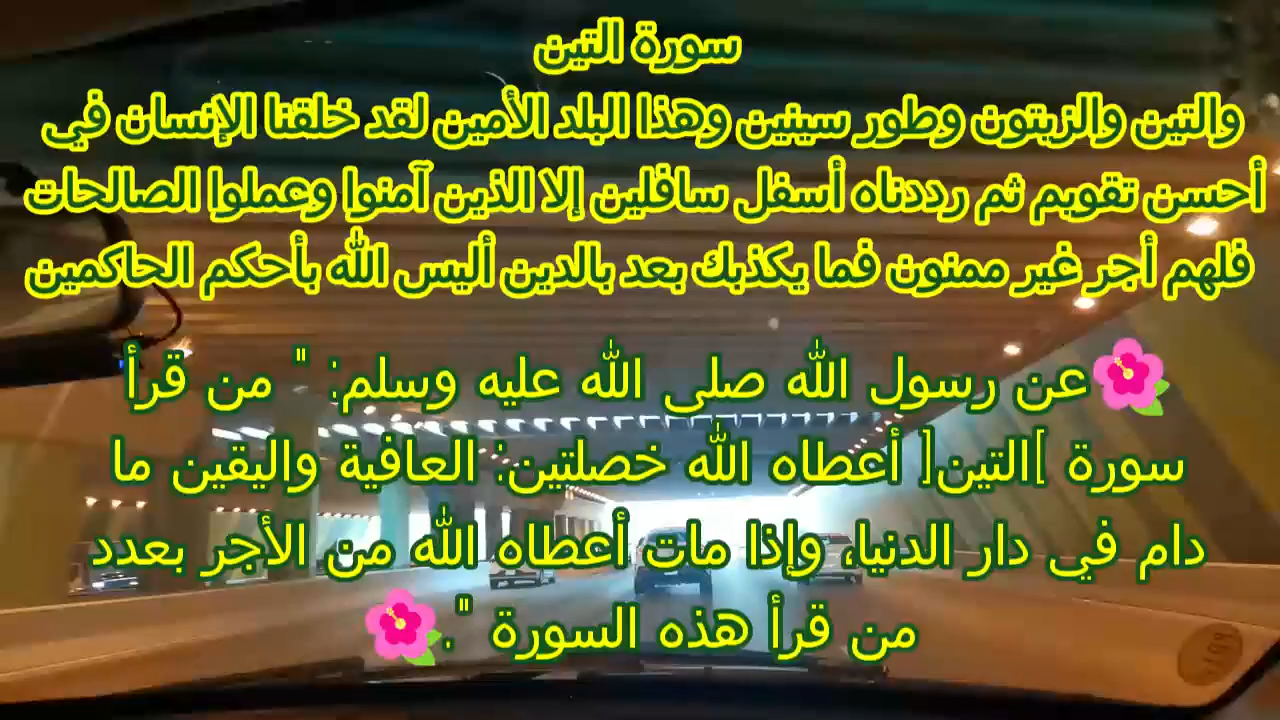 سورة التين
والتين والزيتون وطور سينين وهذا البلد الأمين لقد خلقنا الإنسان في
أحسن تقويم ثم رددناه أسفل سافلين إلا الذين آمنوا وعملوا الصالحات
فلهم أجر غير ممنون فما يكذبك بعد بالدين أليس الله بأحكم الحاكمين
🌺عن رسول الله صلى الله عليه وسلم: " من قرأ
سورة ]التين[ أعطاه الله خصلتين: العافية واليقين ما
دام في دار الدنيا، وإذا مات أعطاه الله من الأجر بعدد
من قرأ هذه السورة ".🌺